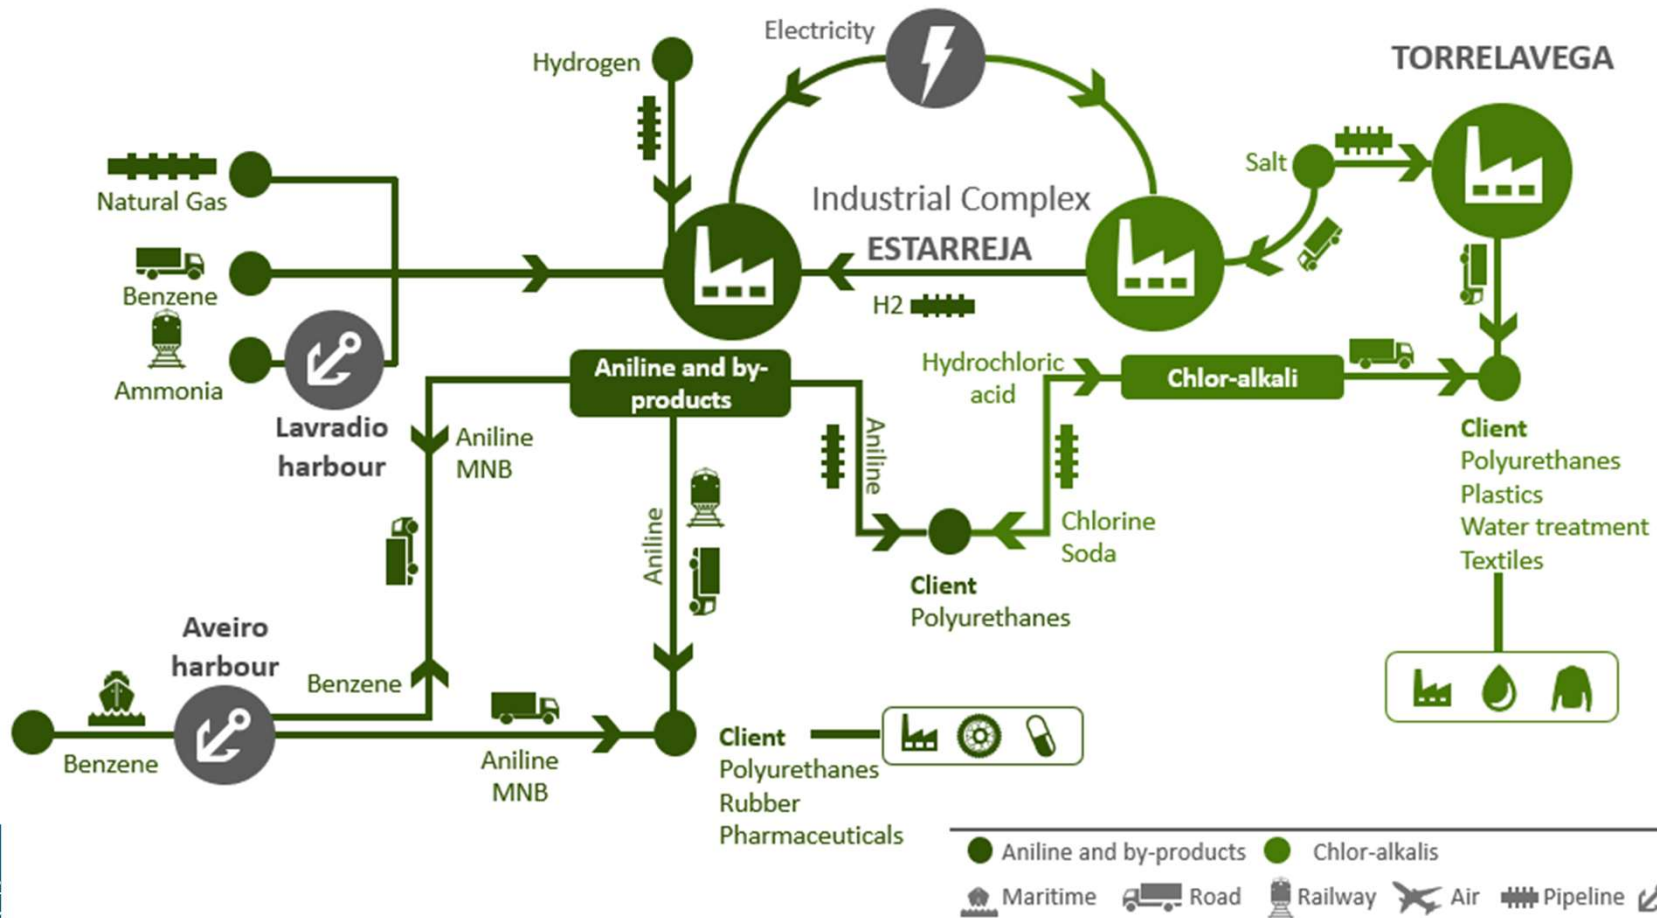 Electricity
TORRELAVEGA
Hydrogen
Natural Gas
Salt
Industrial Complex
ESTARREJA
Benzene
H2
Ammonia
Lavradio
harbour
Aniline and by-
products
Hydrochloric
acid
Chlor-alkali
Aniline
MNB
Aniline
Aniline
Chlorine
Soda
Client
Polyurethanes
Client
Polyurethanes
Plastics
Water treatment
Textiles
Aveiro
harbour
Benzene
Benzene
Aniline
MNB
Client
Polyurethanes
Rubber
Pharmaceuticals
Aniline and by-products
Chlor-alkalis
Maritime
Road
Railway
Air
Pipeline